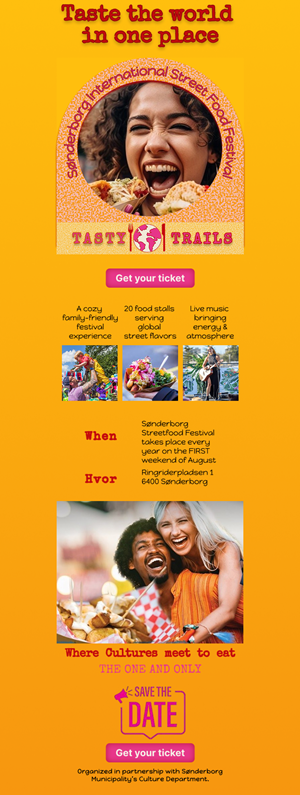 Taste the world
in one place
Sønderborg International Street Food Festival
TASTY TRAILS
Get your ticket
A cozy
family-friendly
festival
experience
20 food stalls
serving
global
street flavors
Live music
bringing
energy &
atmosphere
When
Sønderborg
Streetfood Festival
takes place every
year on the FIRST
weekend of August
Hvor
Ringriderpladsen 1
6400 Sønderborg
Where Cultures meet to eat
THE ONE AND ONLY
SAVE THE
DATE
Get your ticket
Organized in partnership with Sønderborg
Municipality's Culture Department.